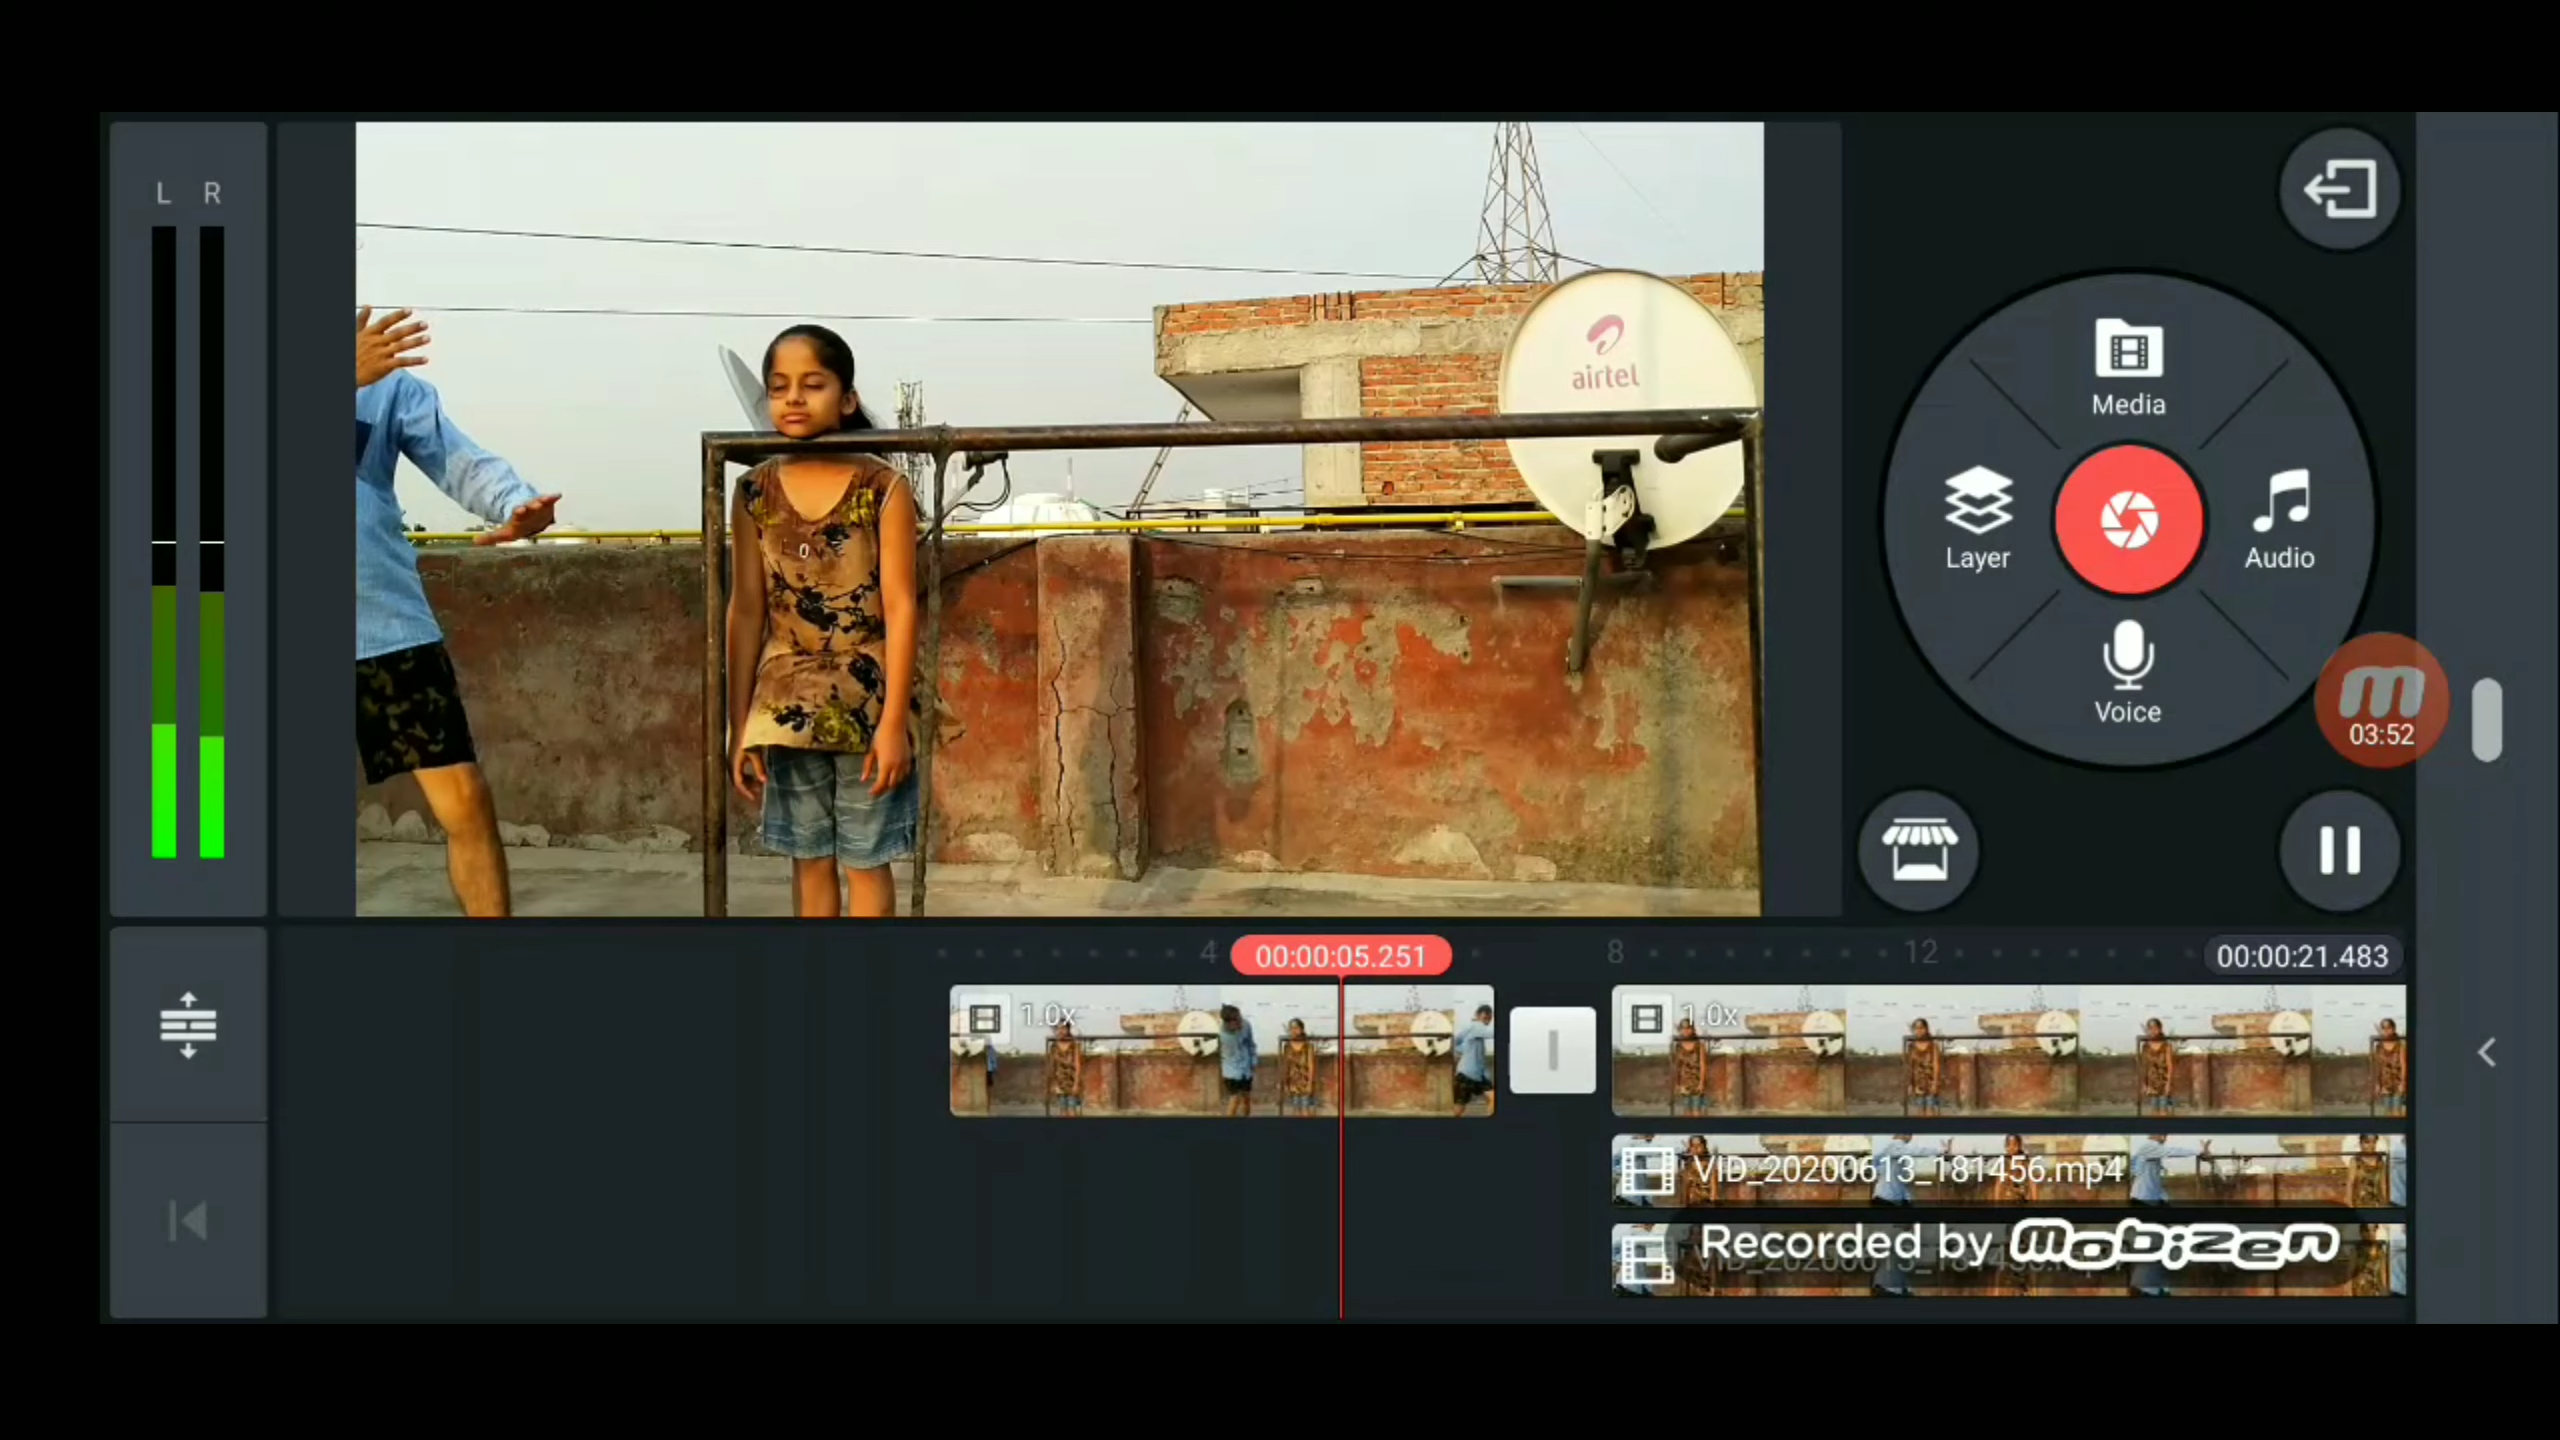 L R
airtel
Media
Layer
Audio
Voice
03:52
4
00:00:05.251
8
12
00:00:21.483
1.0x
1.0x
VID_20200613_181456.mp4
Recorded by mobizen